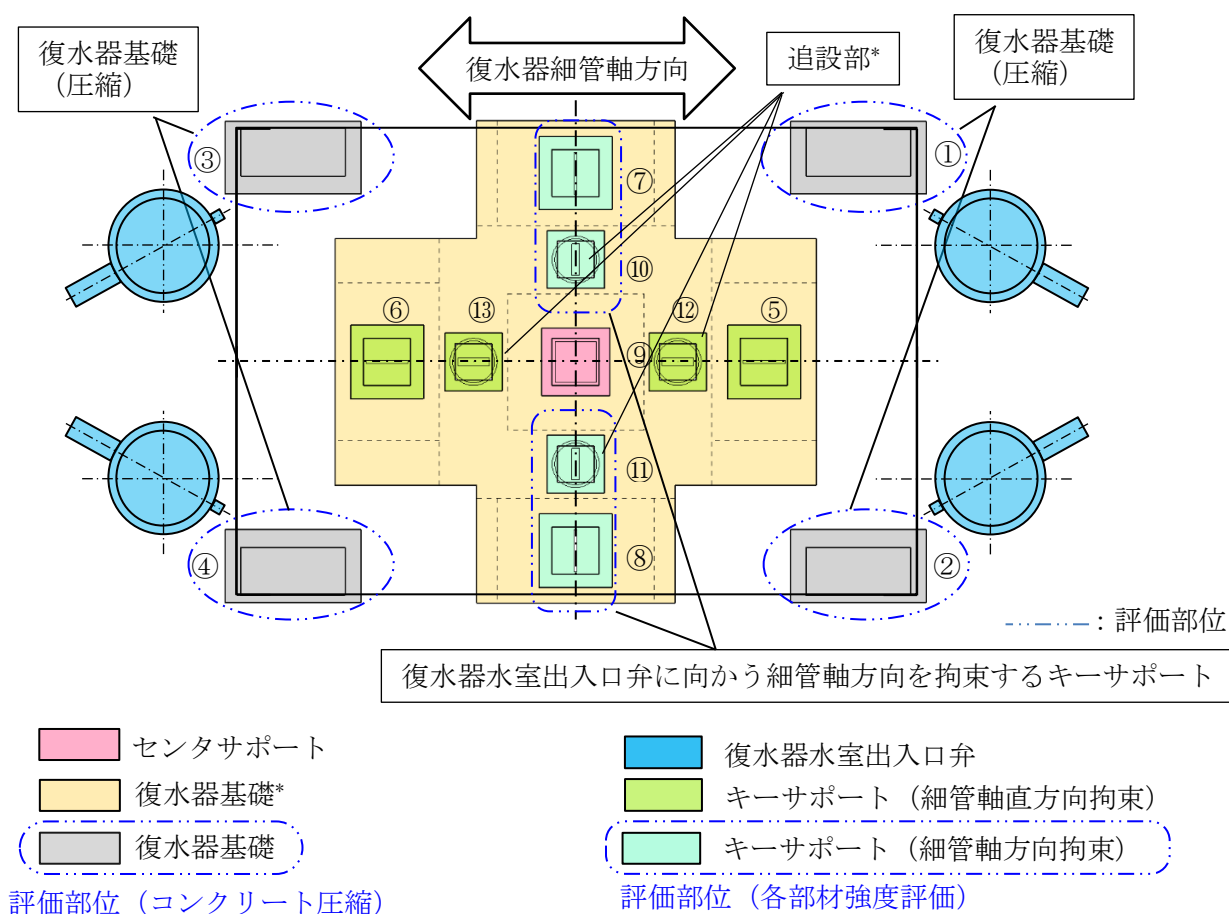 復水器基礎
（圧縮）
復水器細管軸方向
追設部*
復水器基礎
（圧縮）
③
⑦
①
⑩
⑥
⑬
⑨
⑫
⑤
⑪
④
⑧
②
：評価部位
復水器水室出入口弁に向かう細管軸方向を拘束するキーサポート
センタサポート
復水器基礎*
復水器基礎
評価部位（コンクリート圧縮）
復水器水室出入口弁
キーサポート（細管軸直方向拘束）
キーサポート（細管軸方向拘束）
評価部位（各部材強度評価）